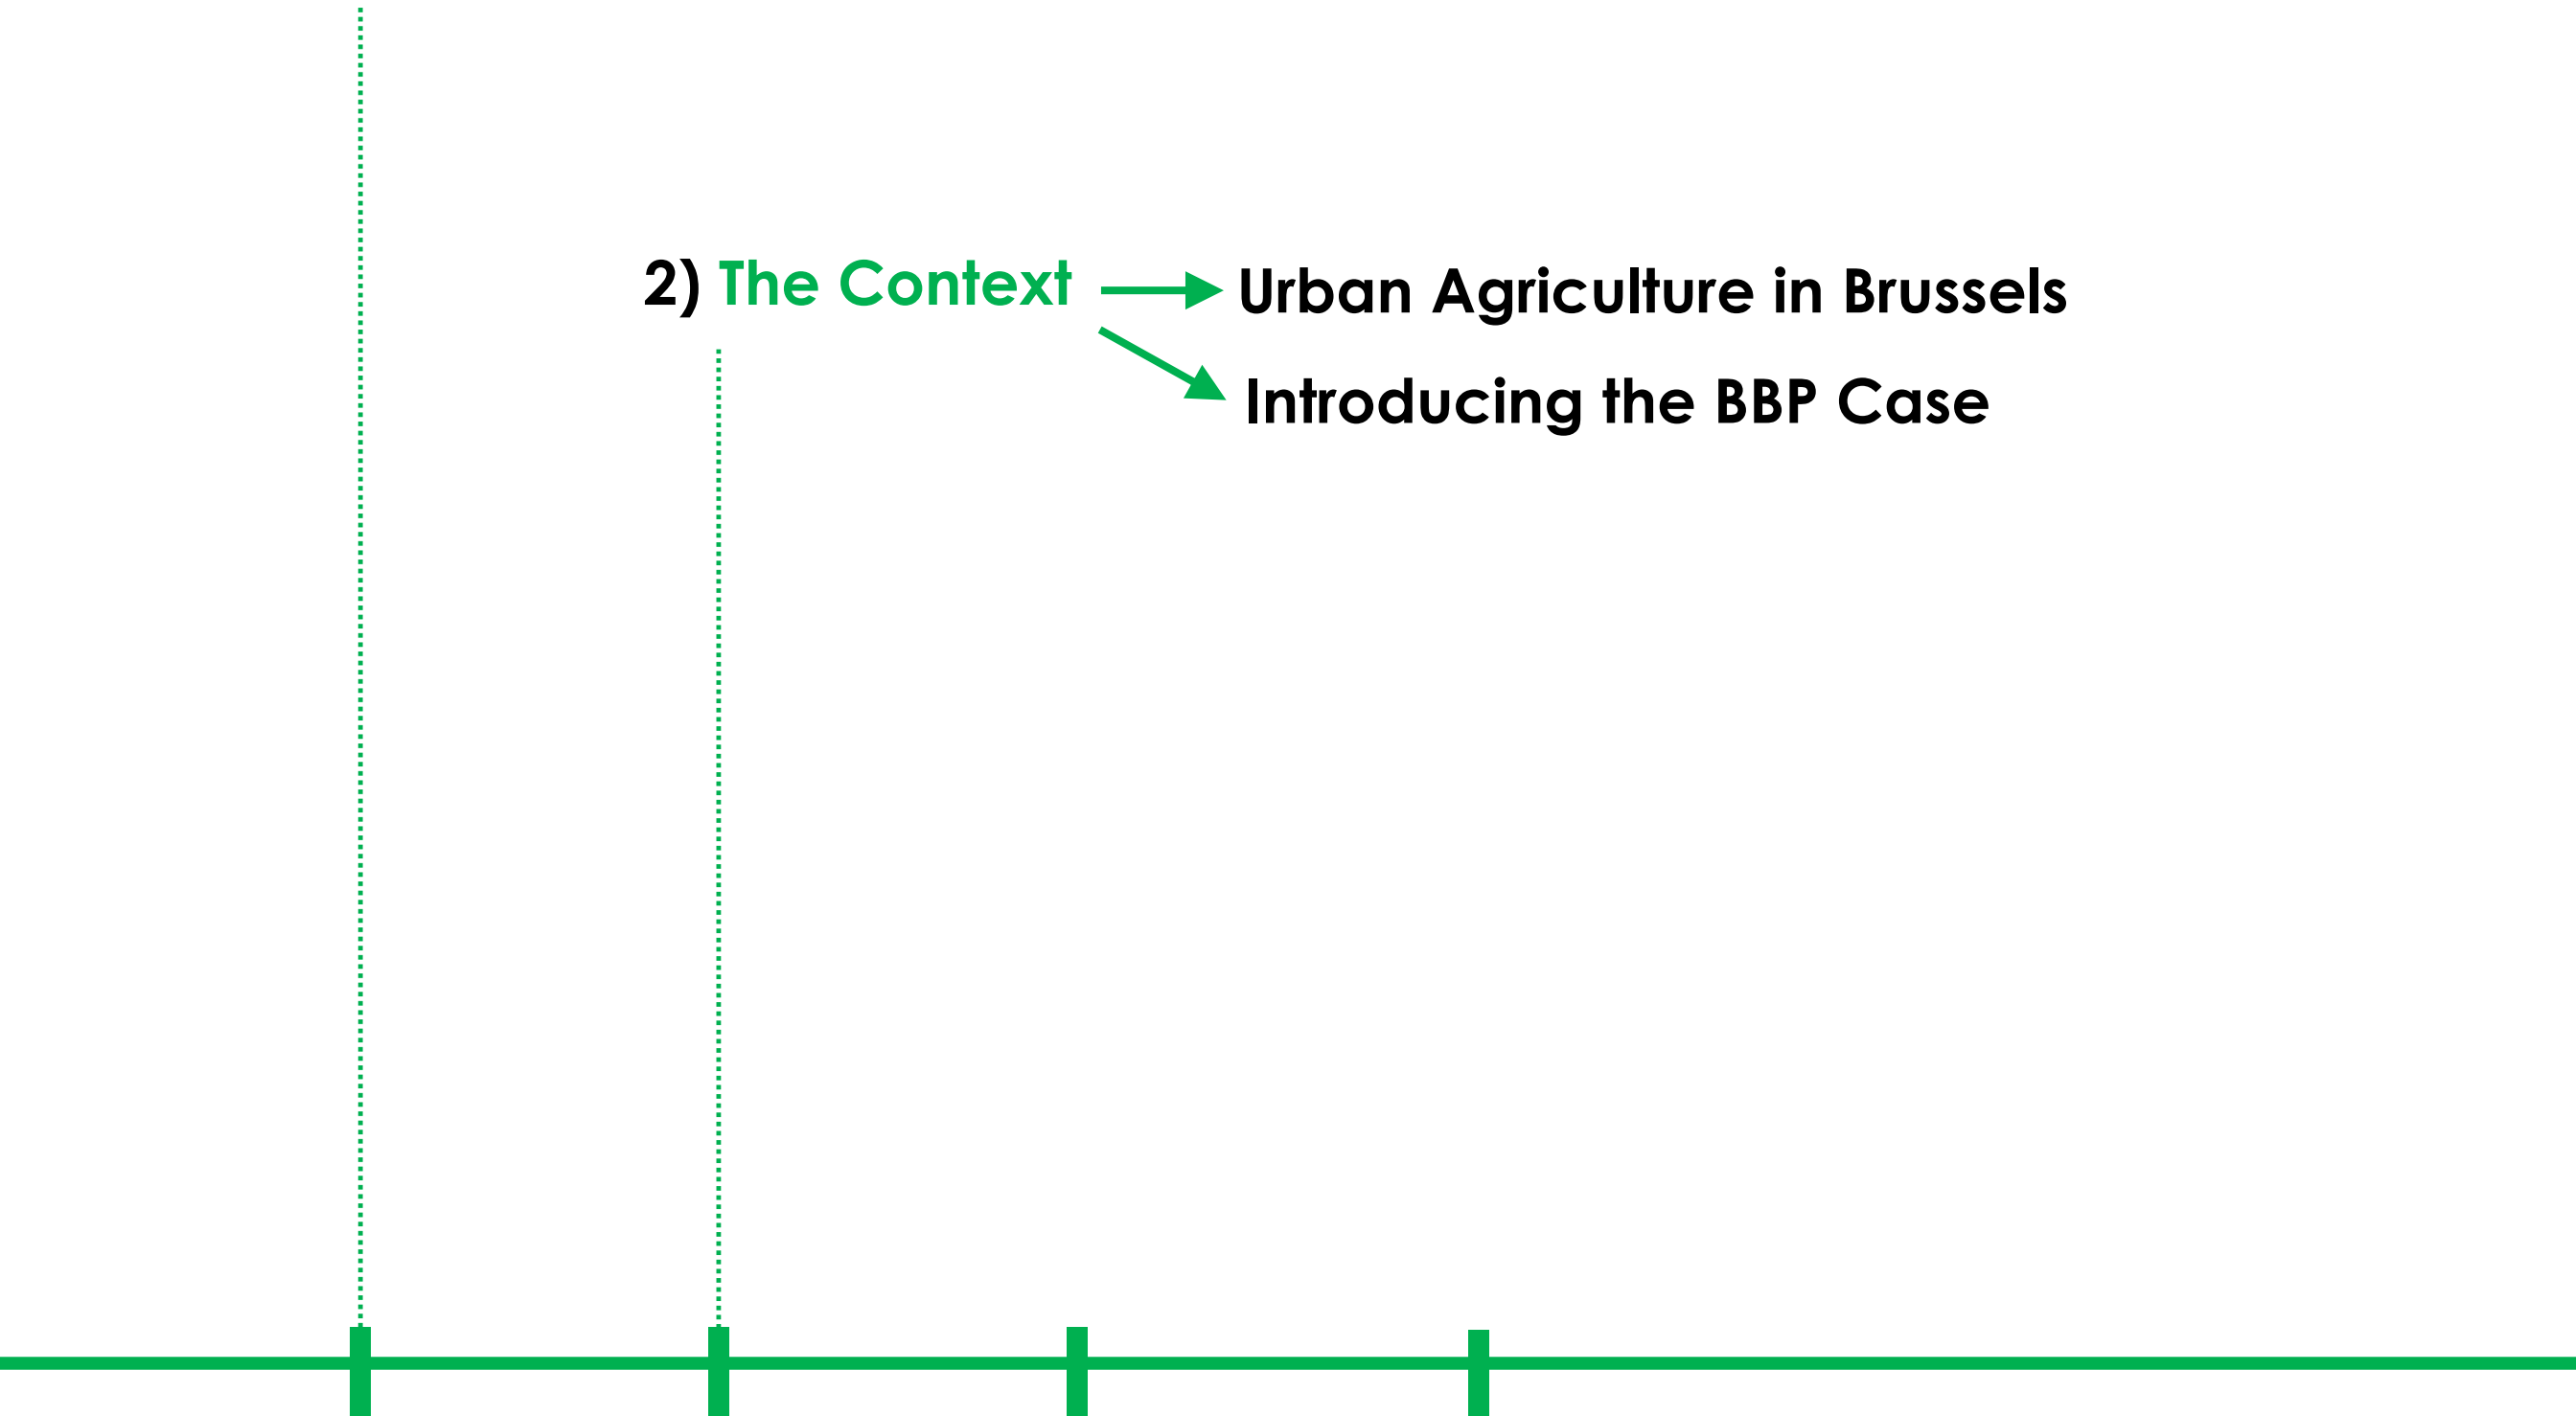 2) The Context
Urban Agriculture in Brussels
Introducing the BBP Case